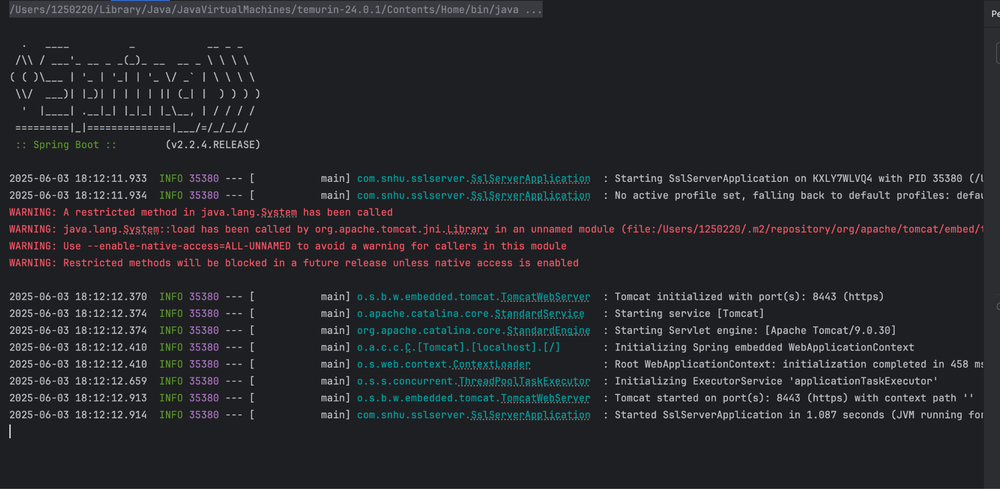 /Users/1250220/Library/Java/JavaVirtualMachines/temurin-24.0.1/Contents/Home/bin/java ...
Pe
  .   ____          _            __ _ _
 /\\ / ___'_ __ _ _(_)_ __  __ _ \ \ \ \
( ( )\___ | '_ | '_| | '_ \/ _` | \ \ \ \
 \\/  ___)| |_)| | | | | || (_| |  ) ) ) )
  '  |____| .__|_| |_|_| |_\__, | / / / /
 =========|_|==============|___/=/_/_/_/
 :: Spring Boot ::        (v2.2.4.RELEASE)
2025-06-03 18:12:11.933  INFO 35380 --- [           main] com.snhu.sslserver.SslServerApplication  : Starting SslServerApplication on KXLY7WLVQ4 with PID 35380 (/U
2025-06-03 18:12:11.934  INFO 35380 --- [           main] com.snhu.sslserver.SslServerApplication  : No active profile set, falling back to default profiles: defau
WARNING: A restricted method in java.lang.System has been called
WARNING: java.lang.System::load has been called by org.apache.tomcat.jni.Library in an unnamed module (file:/Users/1250220/.m2/repository/org/apache/tomcat/embed/t
WARNING: Use --enable-native-access=ALL-UNNAMED to avoid a warning for callers in this module
WARNING: Restricted methods will be blocked in a future release unless native access is enabled
2025-06-03 18:12:12.370  INFO 35380 --- [           main] o.s.b.w.embedded.tomcat.TomcatWebServer  : Tomcat initialized with port(s): 8443 (https)
2025-06-03 18:12:12.374  INFO 35380 --- [           main] o.apache.catalina.core.StandardService   : Starting service [Tomcat]
2025-06-03 18:12:12.374  INFO 35380 --- [           main] org.apache.catalina.core.StandardEngine  : Starting Servlet engine: [Apache Tomcat/9.0.30]
2025-06-03 18:12:12.410  INFO 35380 --- [           main] o.a.c.c.C.[Tomcat].[localhost].[/]       : Initializing Spring embedded WebApplicationContext
2025-06-03 18:12:12.410  INFO 35380 --- [           main] o.s.web.context.ContextLoader            : Root WebApplicationContext: initialization completed in 458 ms
2025-06-03 18:12:12.659  INFO 35380 --- [           main] o.s.s.concurrent.ThreadPoolTaskExecutor  : Initializing ExecutorService 'applicationTaskExecutor'
2025-06-03 18:12:12.913  INFO 35380 --- [           main] o.s.b.w.embedded.tomcat.TomcatWebServer  : Tomcat started on port(s): 8443 (https) with context path ''
2025-06-03 18:12:12.914  INFO 35380 --- [           main] com.snhu.sslserver.SslServerApplication  : Started SslServerApplication in 1.087 seconds (JVM running for